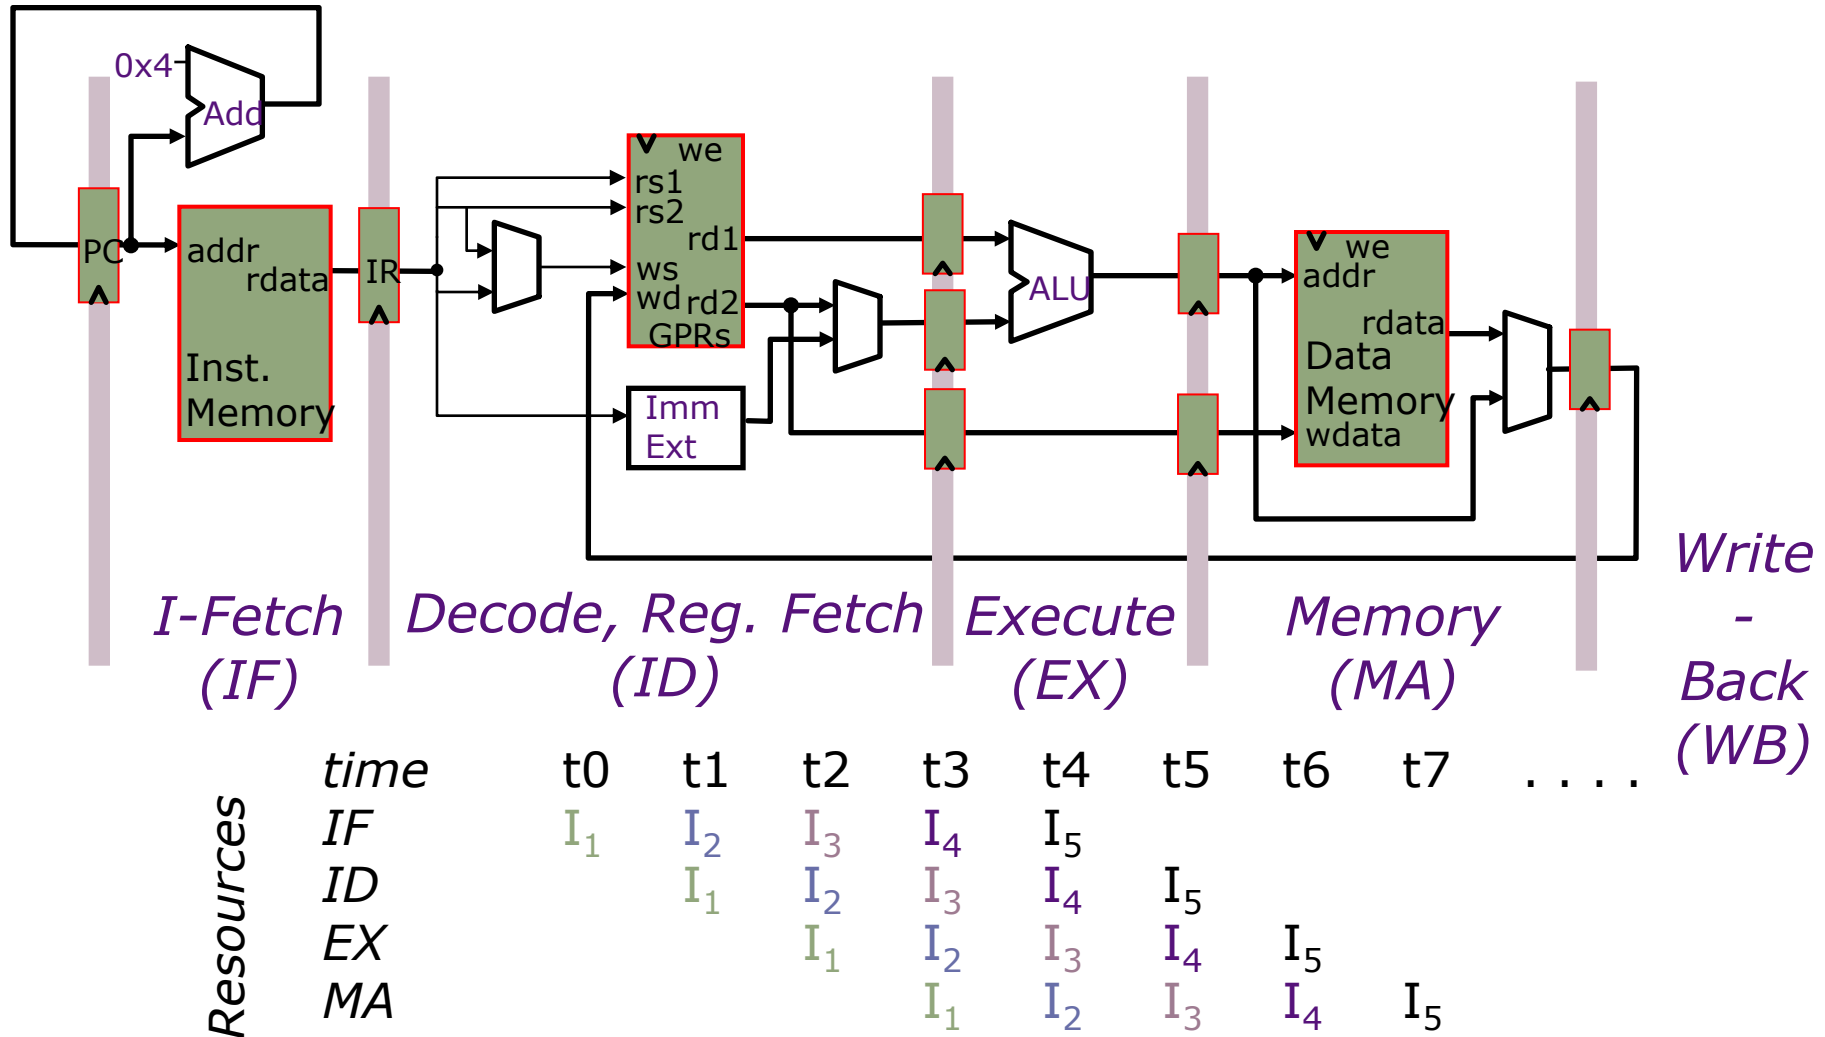 0x4
Add
PC
addr
rdata
Inst.
Memory
IR
we
rs1
rs2
rd1
ws
wd rd2
GPRs
Imm
Ext
ALU
we
addr
rdata
Data
Memory
wdata
I-Fetch
(IF)
Decode, Reg. Fetch
(ID)
Execute
(EX)
Memory
(MA)
Write
-
Back
(WB)
Resources
time t0 t1 t2 t3 t4 t5 t6 t7 . . . .
IF I1 I2 I3 I4 I5
ID I1 I2 I3 I4 I5
EX I1 I2 I3 I4 I5
MA I1 I2 I3 I4 I5